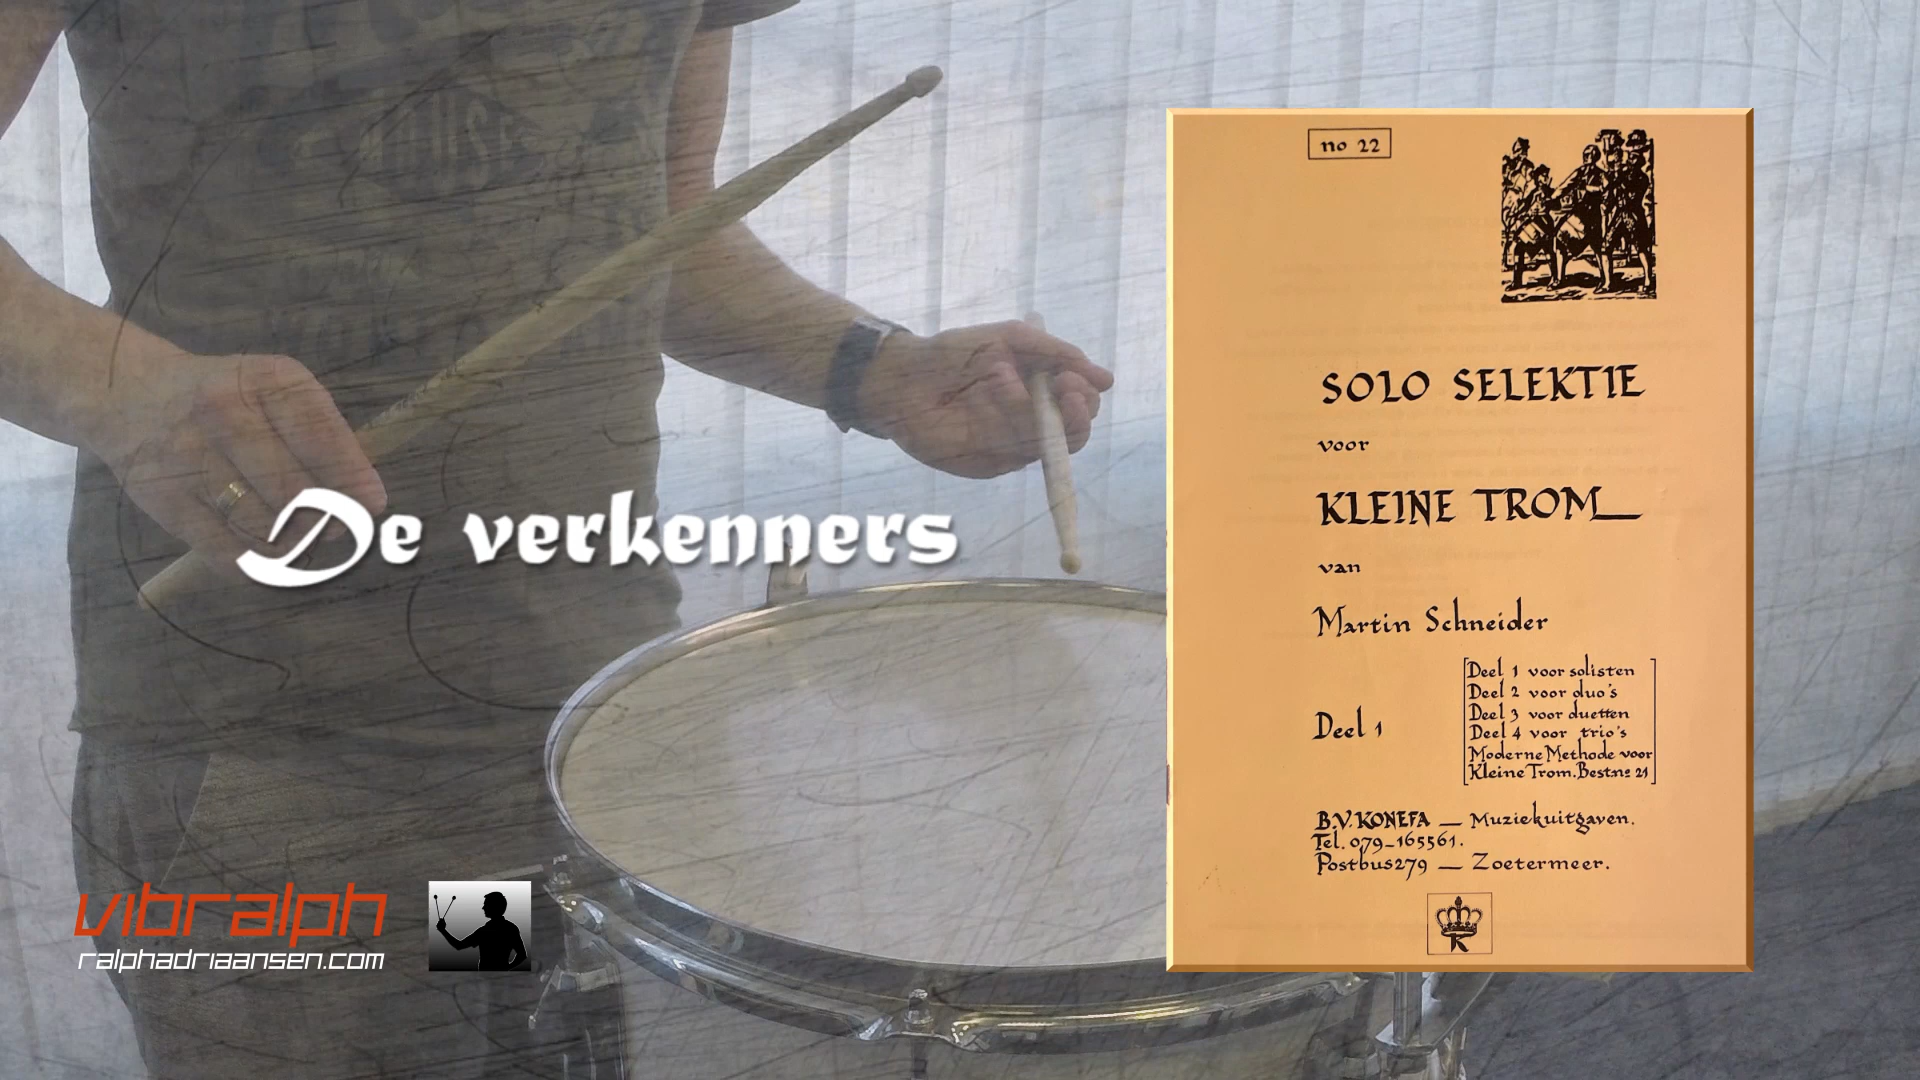 De verkenners
vibralph
ralphadriaansen.com
no 22
SOLO SELEKTIE
voor
KLEINE TROM
van
Martin Schneider
Deel 1
Deel 1 voor solisten
Deel 2 voor duo's
Deel 3 voor duetten
Deel 4 voor trio's
Moderne Methode voor
Kleine Trom. Best.no 21
B.V. KONEFA — Muziekuitgaven.
Tel. 079-165561.
Postbus 279 — Zoetermeer.
K